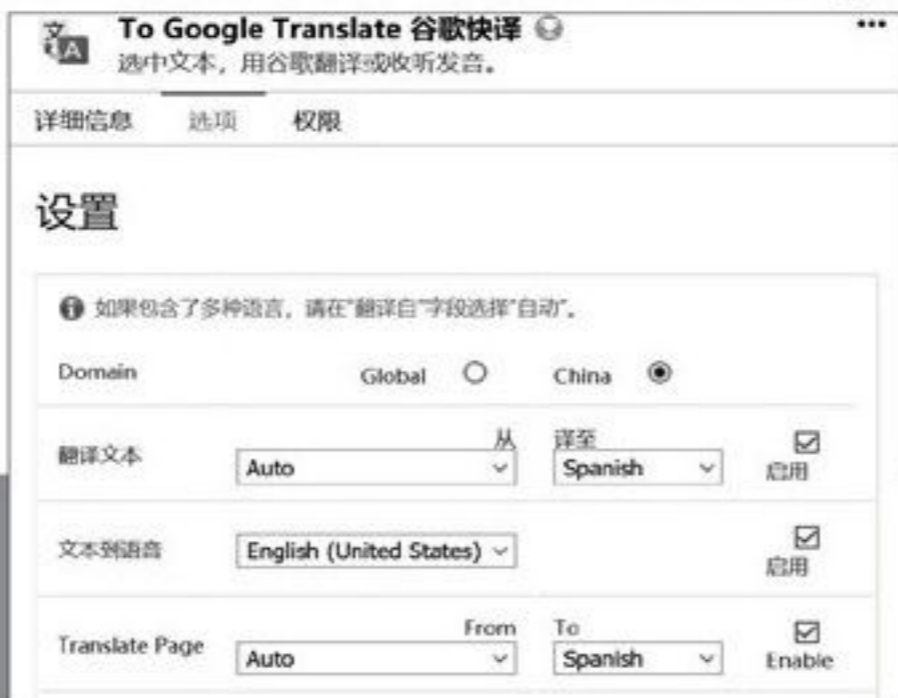 To Google Translate 谷歌快译
选中文本，用谷歌翻译或收听发音。
详细信息 选项 权限
设置
如果包含了多种语言，请在"翻译自"字段选择"自动"。
Domain Global China
从 译至
翻译文本 Auto Spanish 启用
文本到语音 English (United States) 启用
From To
Translate Page Auto Spanish Enable